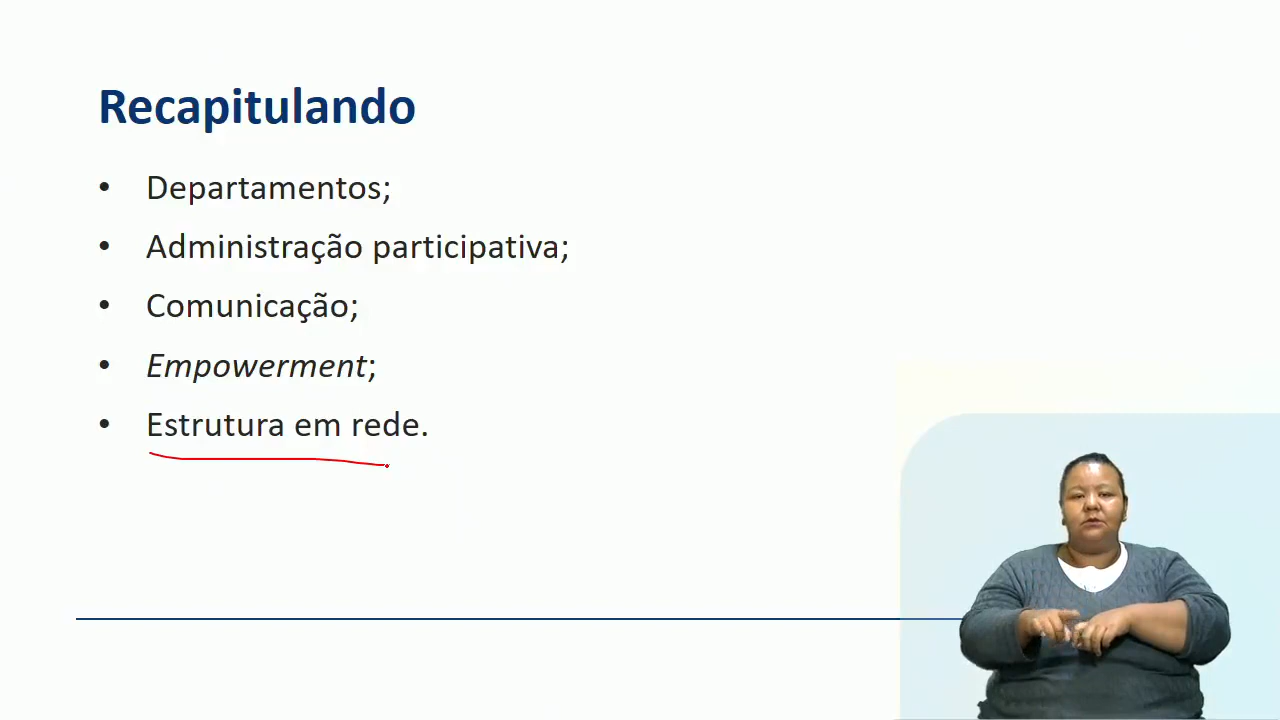 Recapitulando
• Departamentos;
• Administração participativa;
• Comunicação;
• Empowerment;
• Estrutura em rede.